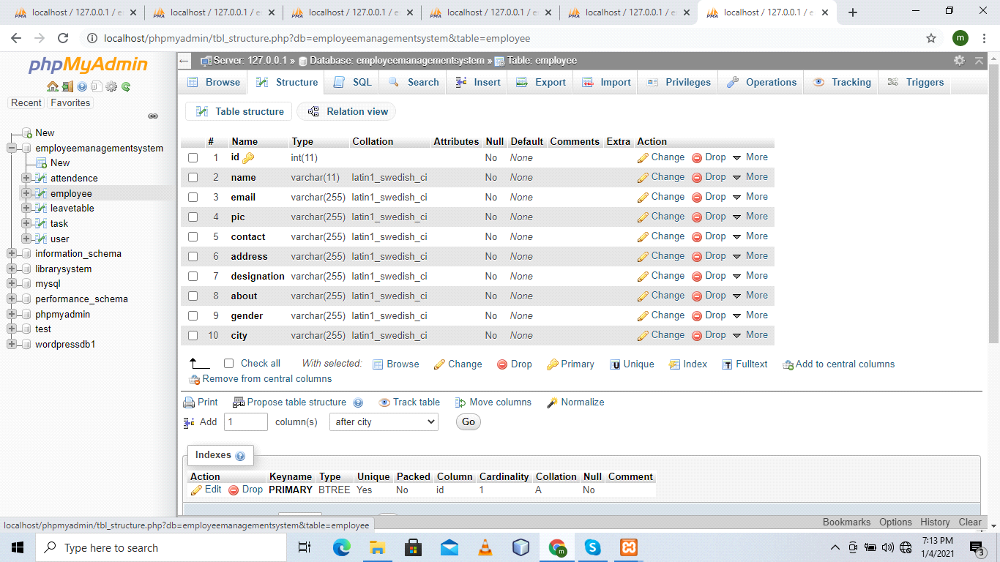 localhost / 127.0.0.1 / e localhost / 127.0.0.1 / e localhost / 127.0.0.1 / e localhost / 127.0.0.1 / e localhost / 127.0.0.1 / e localhost / 127.0.0.1 / e
localhost/phpmyadmin/tbl_structure.php?db=employeemanagementsystem&table=employee m
phpMyAdmin
Recent Favorites
New
employeemanagementsystem
New
attendence
employee
leavetable
task
user
information_schema
librarysystem
mysql
performance_schema
phpmyadmin
test
wordpressdb1
Server: 127.0.0.1 » Database: employeemanagementsystem » Table: employee
Browse Structure SQL Search Insert Export Import Privileges Operations Tracking Triggers
Table structure Relation view
# Name Type Collation Attributes Null Default Comments Extra Action
1 id int(11) No None Change Drop More
2 name varchar(11) latin1_swedish_ci No None Change Drop More
3 email varchar(255) latin1_swedish_ci No None Change Drop More
4 pic varchar(255) latin1_swedish_ci No None Change Drop More
5 contact varchar(255) latin1_swedish_ci No None Change Drop More
6 address varchar(255) latin1_swedish_ci No None Change Drop More
7 designation varchar(255) latin1_swedish_ci No None Change Drop More
8 about varchar(255) latin1_swedish_ci No None Change Drop More
9 gender varchar(255) latin1_swedish_ci No None Change Drop More
10 city varchar(255) latin1_swedish_ci No None Change Drop More
Check all With selected: Browse Change Drop Primary Unique Index Fulltext Add to central columns
Remove from central columns
Print Propose table structure Track table Move columns Normalize
Add 1 column(s) after city Go
Indexes
Action Keyname Type Unique Packed Column Cardinality Collation Null Comment
Edit Drop PRIMARY BTREE Yes No id 1 A No
localhost/phpmyadmin/tbl_structure.php?db=employeemanagementsystem&table=employee
Bookmarks Options History Clear
Type here to search
7:13 PM
1/4/2021
3